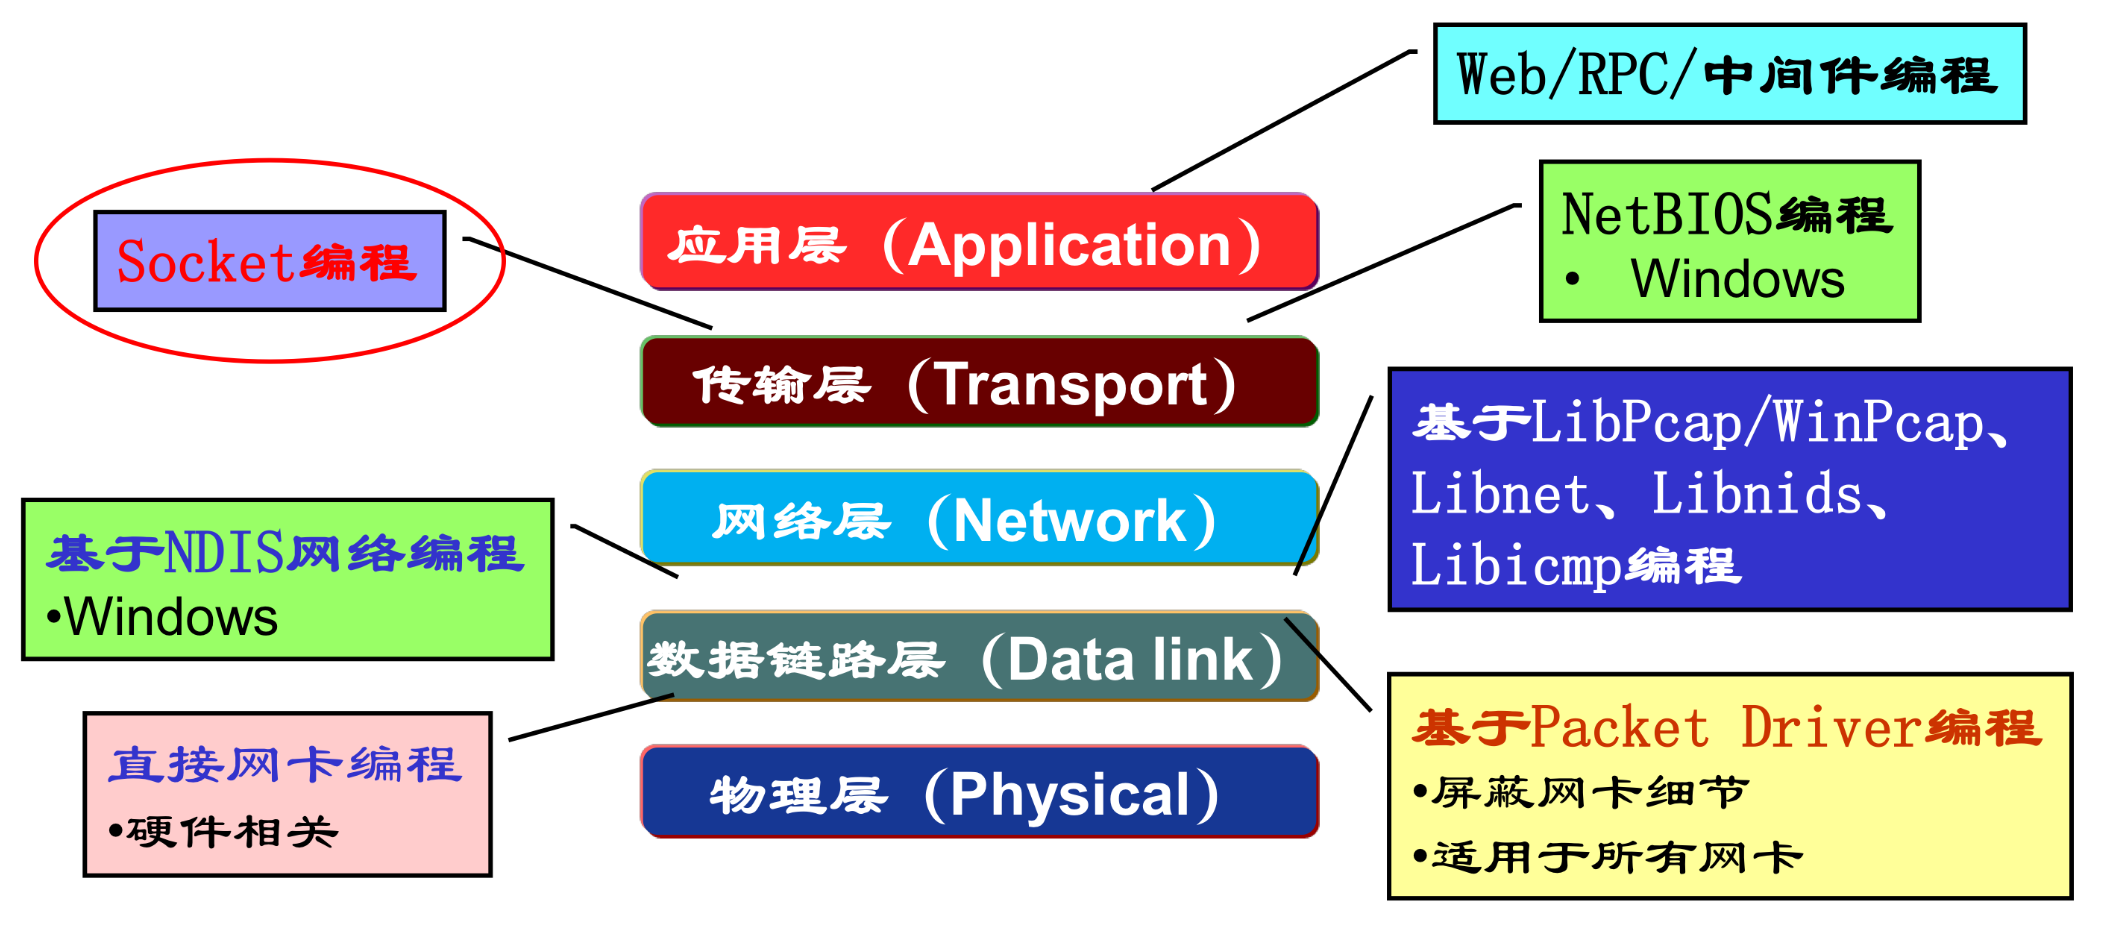 Web/RPC/中间件编程
应用层（Application）
NetBIOS编程
• Windows
Socket编程
传输层（Transport）
基于LibPcap/WinPcap、
Libnet、Libnids、
Libicmp编程
网络层（Network）
基于NDIS网络编程
•Windows
数据链路层（Data link）
基于Packet Driver编程
•屏蔽网卡细节
•适用于所有网卡
直接网卡编程
•硬件相关
物理层（Physical）